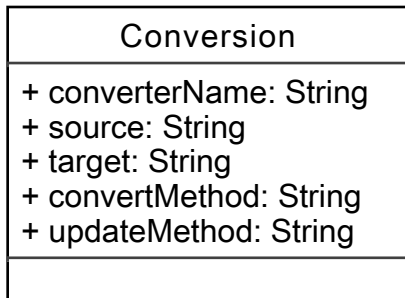 Conversion
+ converterName: String
+ source: String
+ target: String
+ convertMethod: String
+ updateMethod: String